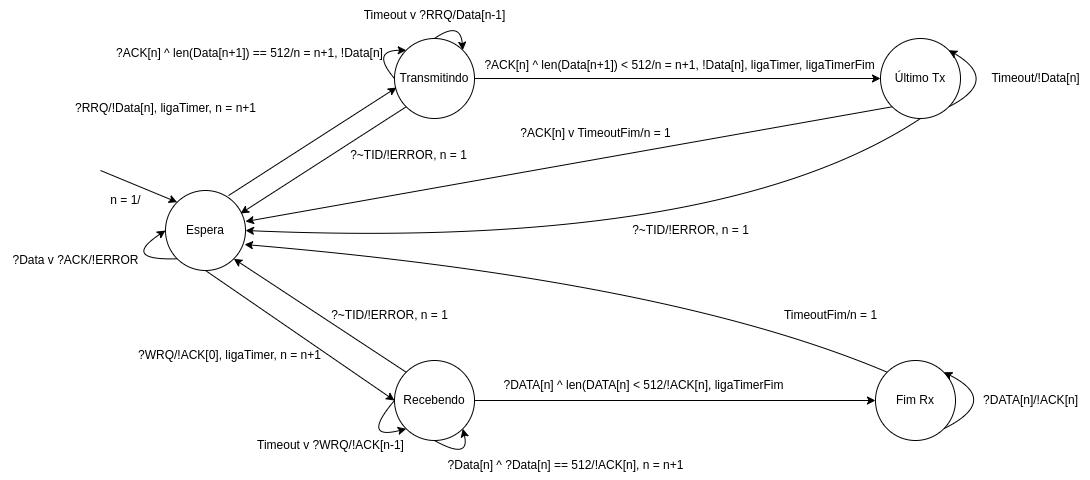 Timeout v ?RRQ/Data[n-1]
?ACK[n] ^ len(Data[n+1]) == 512/n = n+1, !Data[n]
?ACK[n] ^ len(Data[n+1]) < 512/n = n+1, !Data[n], ligaTimer, ligaTimerFim
Transmitindo
Último Tx
Timeout/!Data[n]
?RRQ/!Data[n], ligaTimer, n = n+1
?ACK[n] v TimeoutFim/n = 1
?~TID/!ERROR, n = 1
n = 1/
Espera
?~TID/!ERROR, n = 1
?Data v ?ACK/!ERROR
?~TID/!ERROR, n = 1
TimeoutFim/n = 1
?WRQ/!ACK[0], ligaTimer, n = n+1
?DATA[n] ^ len(DATA[n] < 512/!ACK[n], ligaTimerFim
Recebendo
Fim Rx
?DATA[n]/!ACK[n]
Timeout v ?WRQ/!ACK[n-1]
?Data[n] ^ ?Data[n] == 512/!ACK[n], n = n+1